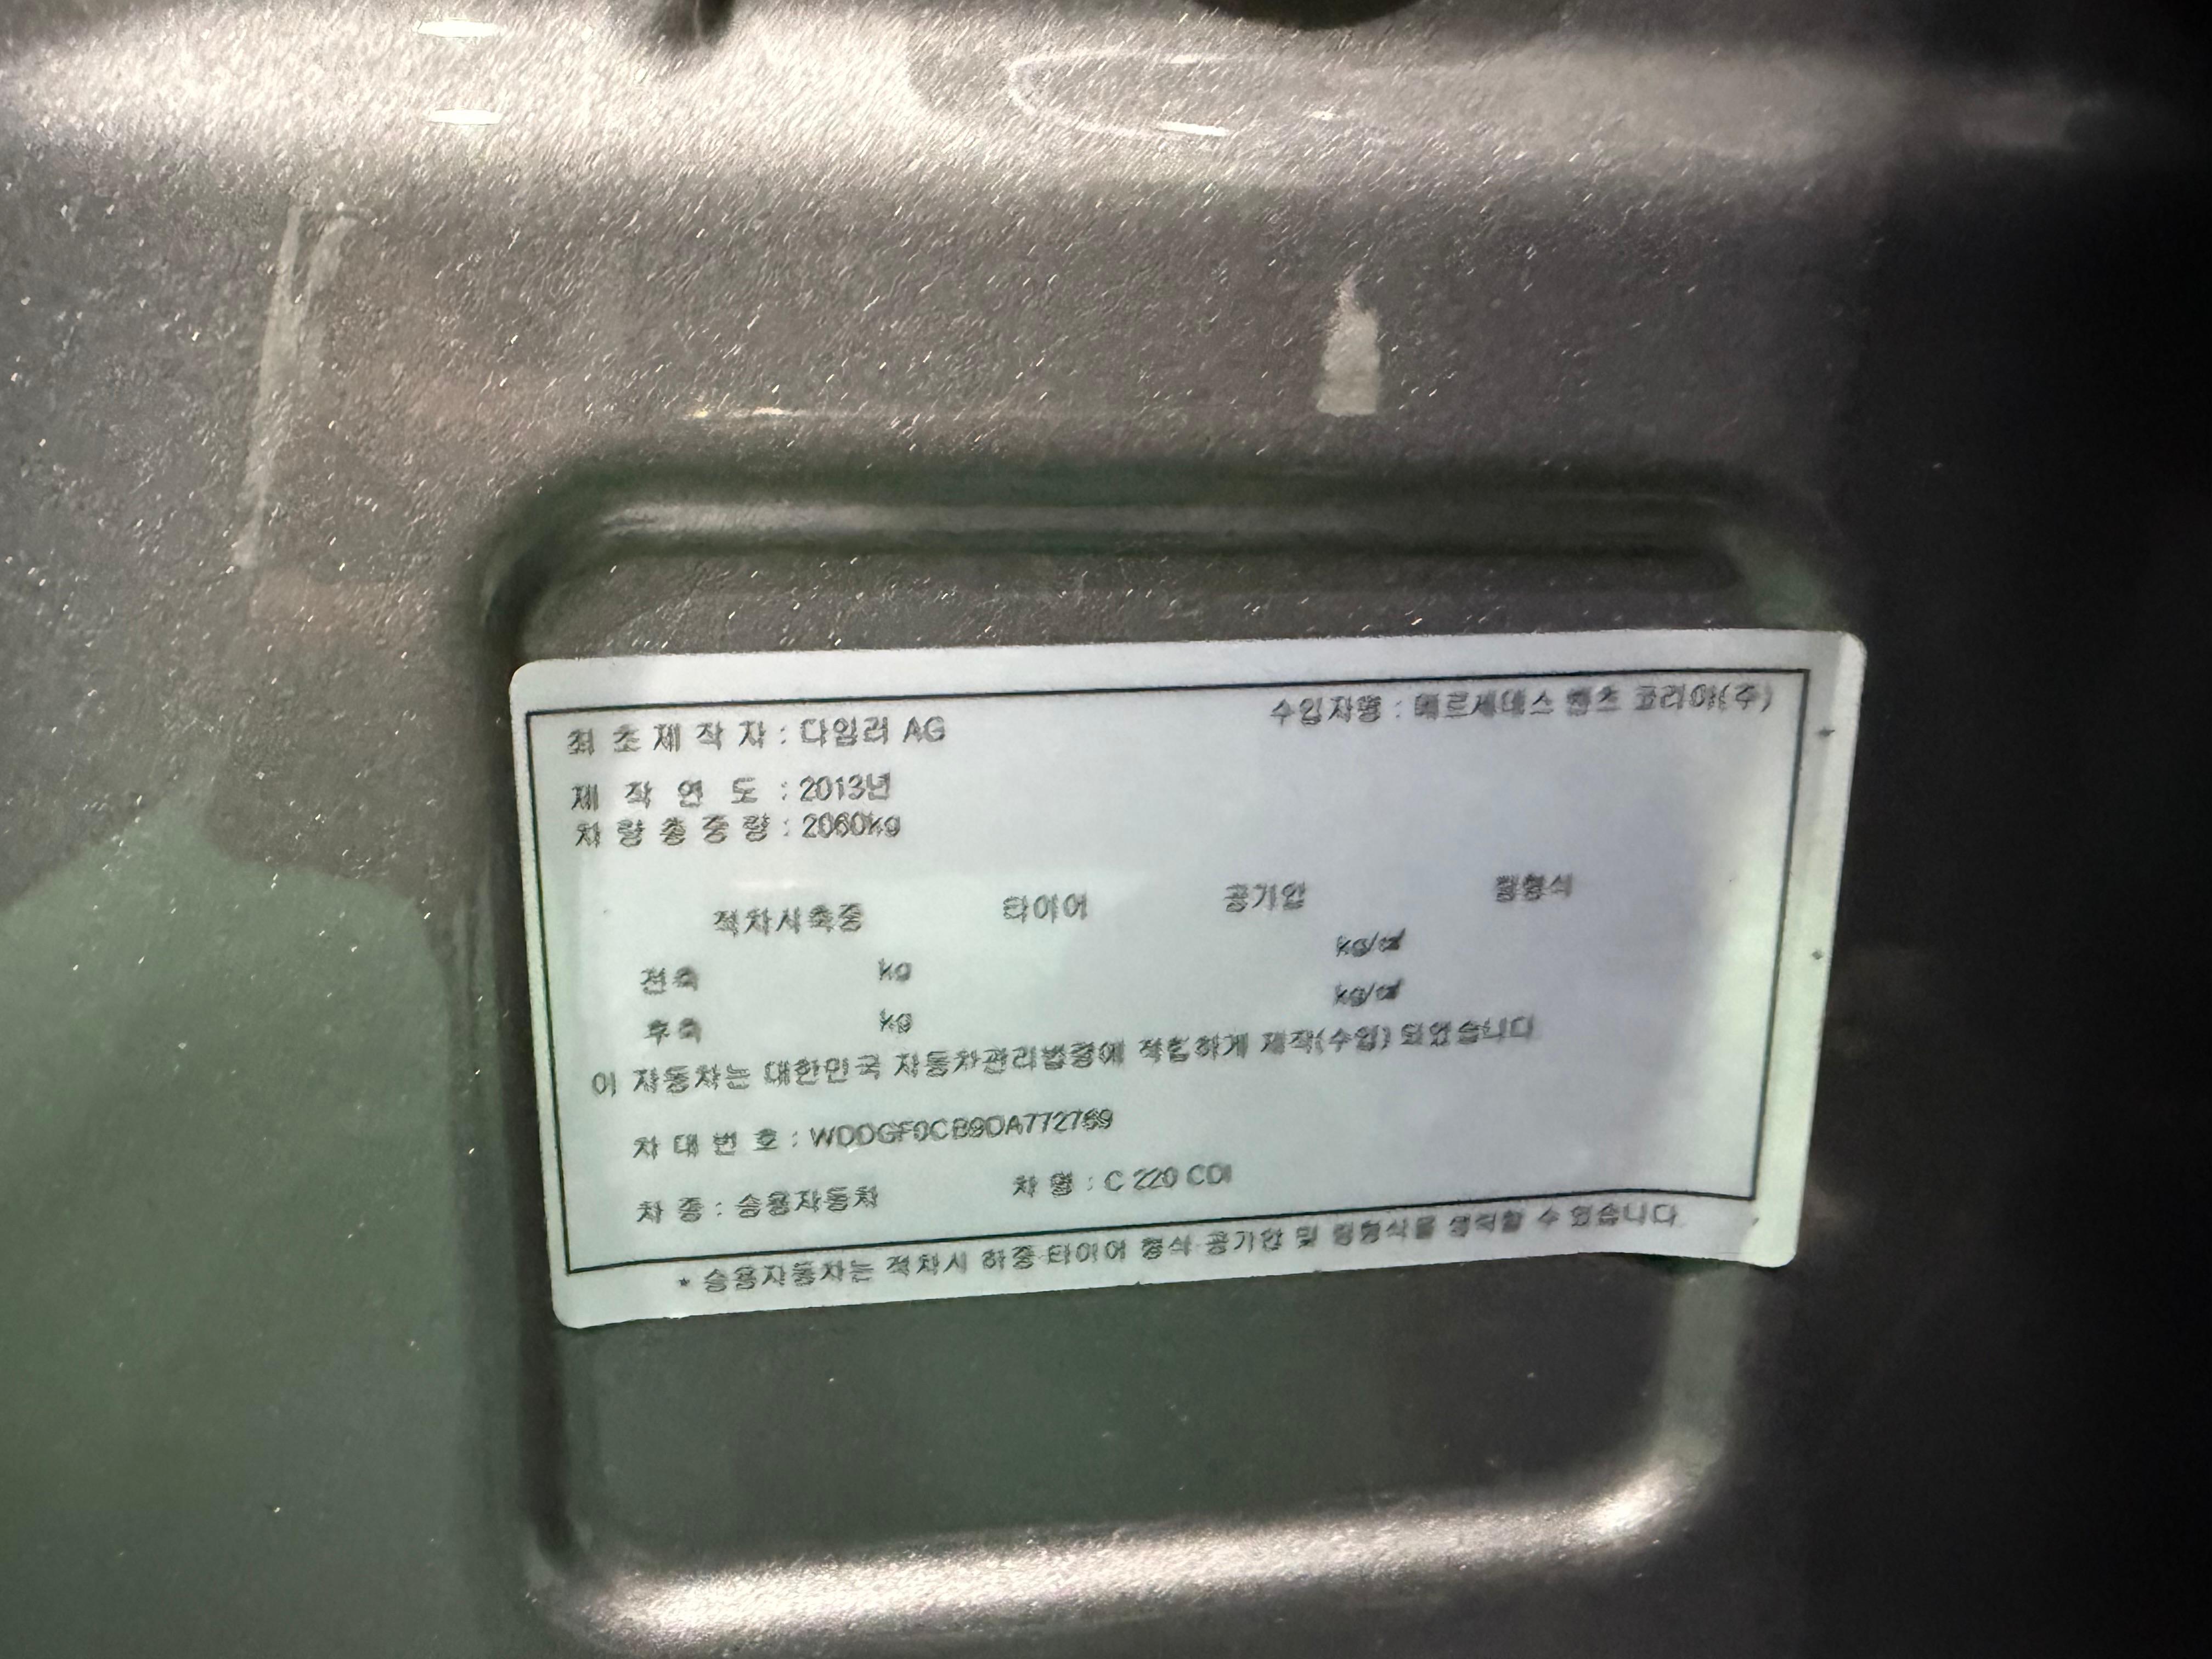 최 초 제 작 자 : 다임러 AG
수입자명 : 메르세데스 벤츠 코리아(주)
제 작 연 도 : 2013년
차 량 총 중 량 : 2060kg
적차시축중 타이어 공기압 림형식
전축 kg kg/㎠
후축 kg kg/㎠
이 자동차는 대한민국 자동차관리법령에 적합하게 제작(수입) 되었습니다
차 대 번 호 : WDDGF0CB9DA772769
차 종 : 승용자동차 차 명 : C 220 CDI
* 승용자동차는 적차시 하중 타이어 형식 공기압 및 림형식을 생략할 수 있습니다